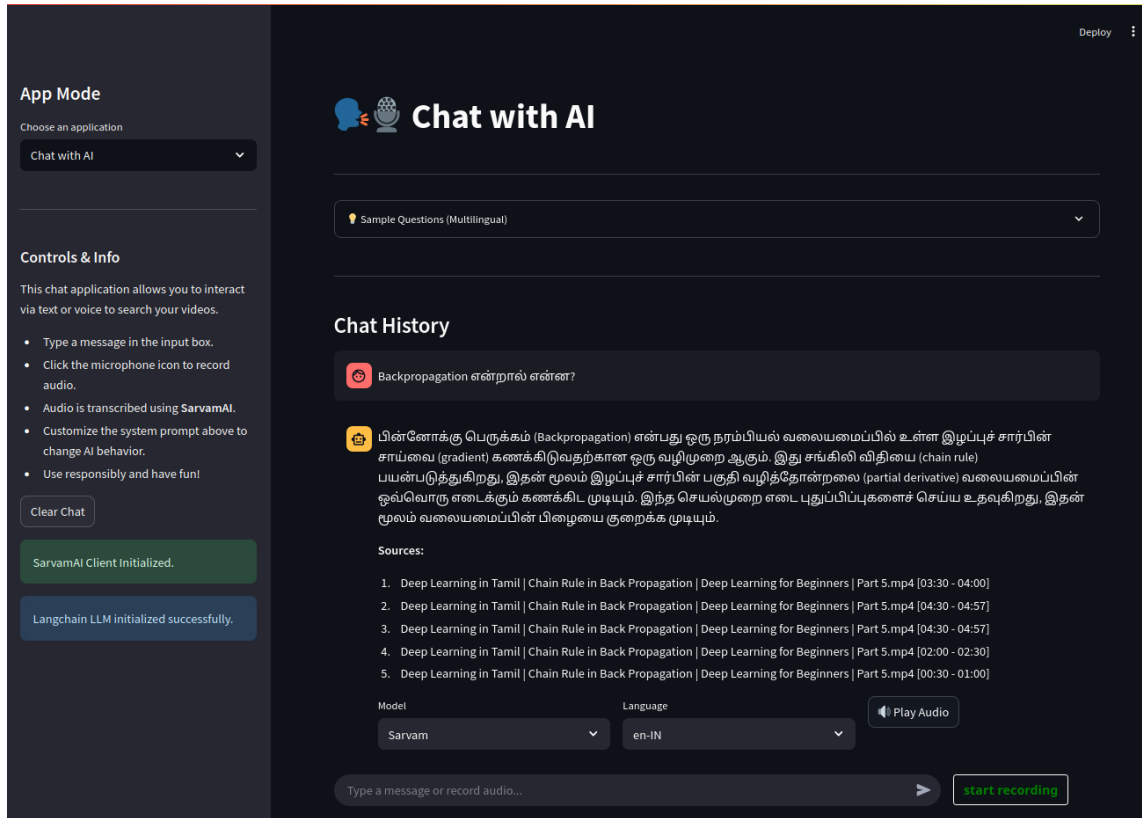 Deploy
App Mode
Choose an application
Chat with AI
Controls & Info
This chat application allows you to interact
via text or voice to search your videos.
Type a message in the input box.
Click the microphone icon to record
audio.
Audio is transcribed using SarvamAI.
Customize the system prompt above to
change AI behavior.
Use responsibly and have fun!
Clear Chat
SarvamAI Client Initialized.
Langchain LLM initialized successfully.
Chat with AI
Sample Questions (Multilingual)
Chat History
Backpropagation என்றால் என்ன?
பின்னோக்கு பெருக்கம் (Backpropagation) என்பது ஒரு நரம்பியல் வலையமைப்பில் உள்ள இழப்புச் சார்பின்
சாய்வை (gradient) கணக்கிடுவதற்கான ஒரு வழிமுறை ஆகும். இது சங்கிலி விதியை (chain rule)
பயன்படுத்துகிறது, இதன் மூலம் இழப்புச் சார்பின் பகுதி வழித்தோன்றலை (partial derivative) வலையமைப்பின்
ஒவ்வொரு எடைக்கும் கணக்கிட முடியும். இந்த செயல்முறை எடை புதுப்பிப்புகளைச் செய்ய உதவுகிறது, இதன்
மூலம் வலையமைப்பின் பிழையை குறைக்க முடியும்.
Sources:
1. Deep Learning in Tamil | Chain Rule in Back Propagation | Deep Learning for Beginners | Part 5.mp4 [03:30 - 04:00]
2. Deep Learning in Tamil | Chain Rule in Back Propagation | Deep Learning for Beginners | Part 5.mp4 [04:30 - 04:57]
3. Deep Learning in Tamil | Chain Rule in Back Propagation | Deep Learning for Beginners | Part 5.mp4 [04:30 - 04:57]
4. Deep Learning in Tamil | Chain Rule in Back Propagation | Deep Learning for Beginners | Part 5.mp4 [02:00 - 02:30]
5. Deep Learning in Tamil | Chain Rule in Back Propagation | Deep Learning for Beginners | Part 5.mp4 [00:30 - 01:00]
Model
Language
Sarvam
en-IN
Play Audio
Type a message or record audio...
start recording